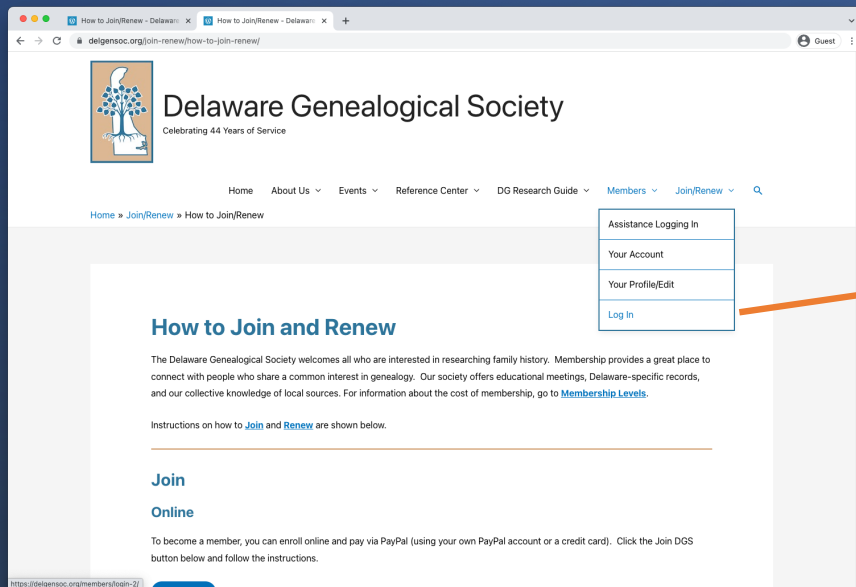 How to Join/Renew - Delaware
How to Join/Renew - Delaware
delgensoc.org/join-renew/how-to-join-renew/
Guest
Delaware Genealogical Society
Celebrating 44 Years of Service
Home About Us Events Reference Center DG Research Guide Members Join/Renew
Home » Join/Renew » How to Join/Renew
Assistance Logging In
Your Account
Your Profile/Edit
Log In
How to Join and Renew
The Delaware Genealogical Society welcomes all who are interested in researching family history. Membership provides a great place to
connect with people who share a common interest in genealogy. Our society offers educational meetings, Delaware-specific records,
and our collective knowledge of local sources. For information about the cost of membership, go to Membership Levels.
Instructions on how to Join and Renew are shown below.
Join
Online
To become a member, you can enroll online and pay via PayPal (using your own PayPal account or a credit card). Click the Join DGS
button below and follow the instructions.
https://delgensoc.org/members/login-2/